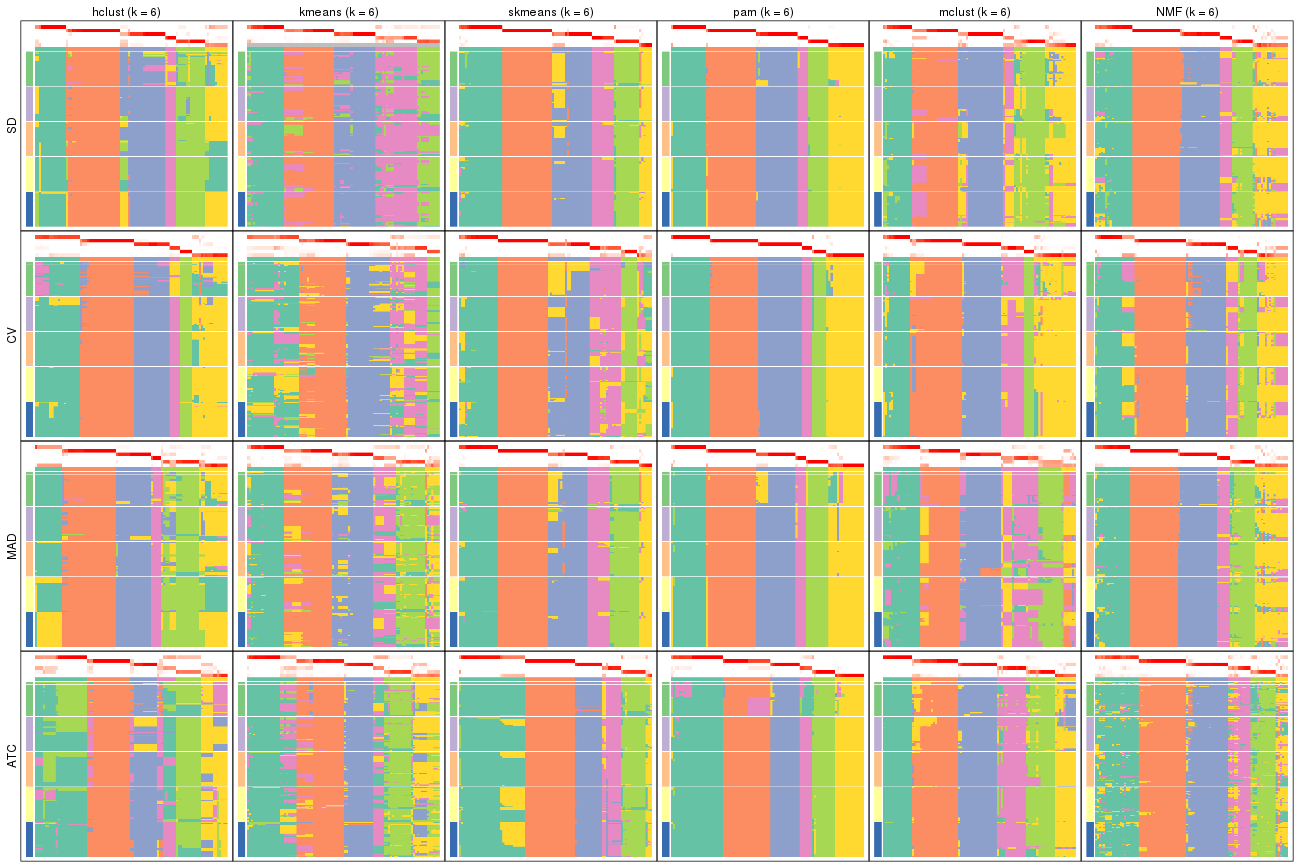 hclust (k = 6) kmeans (k = 6) skmeans (k = 6) pam (k = 6) mclust (k = 6) NMF (k = 6)
SD
CV
MAD
ATC